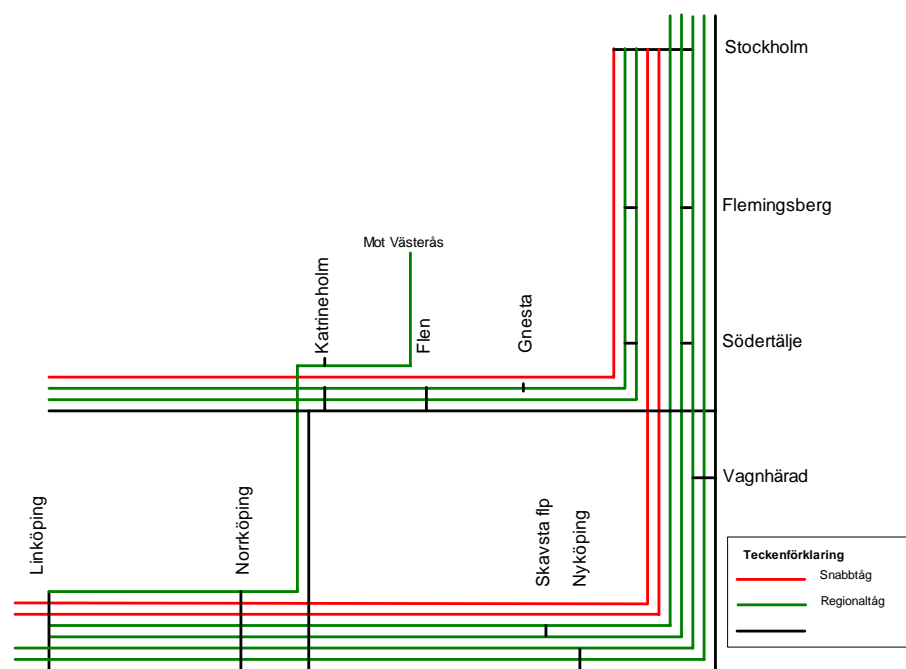 Stockholm
Flemingsberg
Mot Västerås
Katrineholm
Flen
Gnesta
Södertälje
Vagnhärad
Linköping
Norrköping
Skavsta flp
Nyköping
Teckenförklaring
Snabbtåg
Regionaltåg